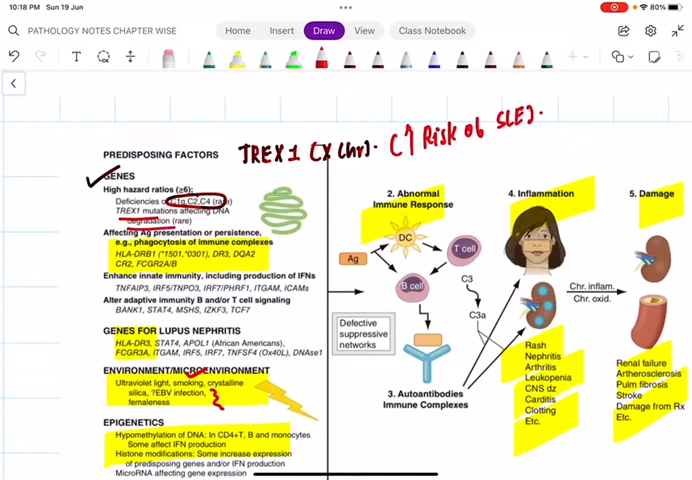 10:18 PM Sun 19 Jun
80%
PATHOLOGY NOTES CHAPTER WISE
Home Insert Draw View Class Notebook
TREX1 (X Chr). (↑ Risk of SLE).
PREDISPOSING FACTORS
GENES
High hazard ratios (≥6):
Deficiencies of C1q,C2,C4 (rare)
TREX1 mutations affecting DNA
degradation (rare)
Affecting Ag presentation or persistence,
e.g., phagocytosis of immune complexes
HLA-DRB1 (*1501,*0301), DR3, DQA2
CR2, FCGR2A/B
Enhance innate immunity, including production of IFNs
TNFAIP3, IRF5/TNPO3, IRF7/PHRF1, ITGAM, ICAMs
Alter adaptive immunity B and/or T cell signaling
BANK1, STAT4, MSHS, IZKF3, TCF7
GENES FOR LUPUS NEPHRITIS
HLA-DR3, STAT4, APOL1 (African Americans),
FCGR3A, ITGAM, IRF5, IRF7, TNFSF4 (Ox40L), DNAse1
ENVIRONMENT/MICROENVIRONMENT
Ultraviolet light, smoking, crystalline
silica, ?EBV infection,
femaleness
EPIGENETICS
Hypomethylation of DNA: In CD4+T, B and monocytes
Some affect IFN production
Histone modifications: Some increase expression
of predisposing genes and/or IFN production
MicroRNA affecting gene expression
2. Abnormal
Immune Response
DC
Ag
T cell
B cell
C3
C3a
Defective
suppressive
networks
3. Autoantibodies
Immune Complexes
4. Inflammation
Rash
Nephritis
Arthritis
Leukopenia
CNS dz
Carditis
Clotting
Etc.
Chr. inflam.
Chr. oxid.
5. Damage
Renal failure
Artherosclerosis
Pulm fibrosis
Stroke
Damage from Rx
Etc.